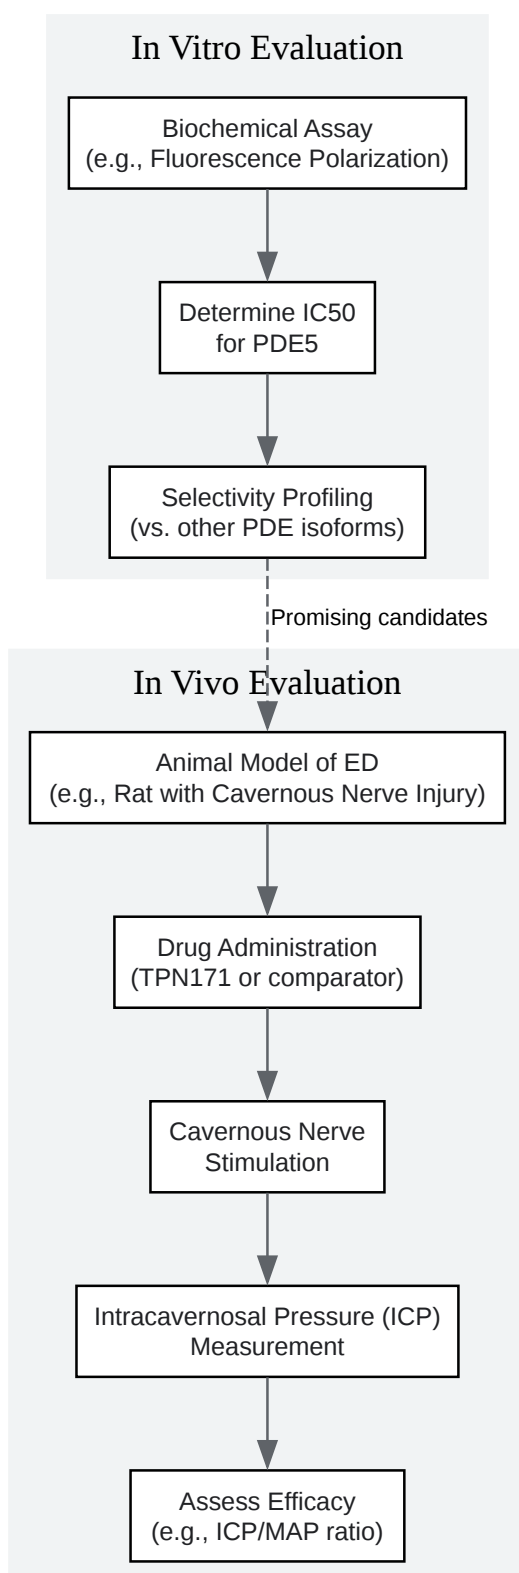 In Vitro Evaluation
Biochemical Assay
(e.g., Fluorescence Polarization)
Determine IC50
for PDE5
Selectivity Profiling
(vs. other PDE isoforms)
Promising candidates
In Vivo Evaluation
Animal Model of ED
(e.g., Rat with Cavernous Nerve Injury)
Drug Administration
(TPN171 or comparator)
Cavernous Nerve
Stimulation
Intracavernosal Pressure (ICP)
Measurement
Assess Efficacy
(e.g., ICP/MAP ratio)